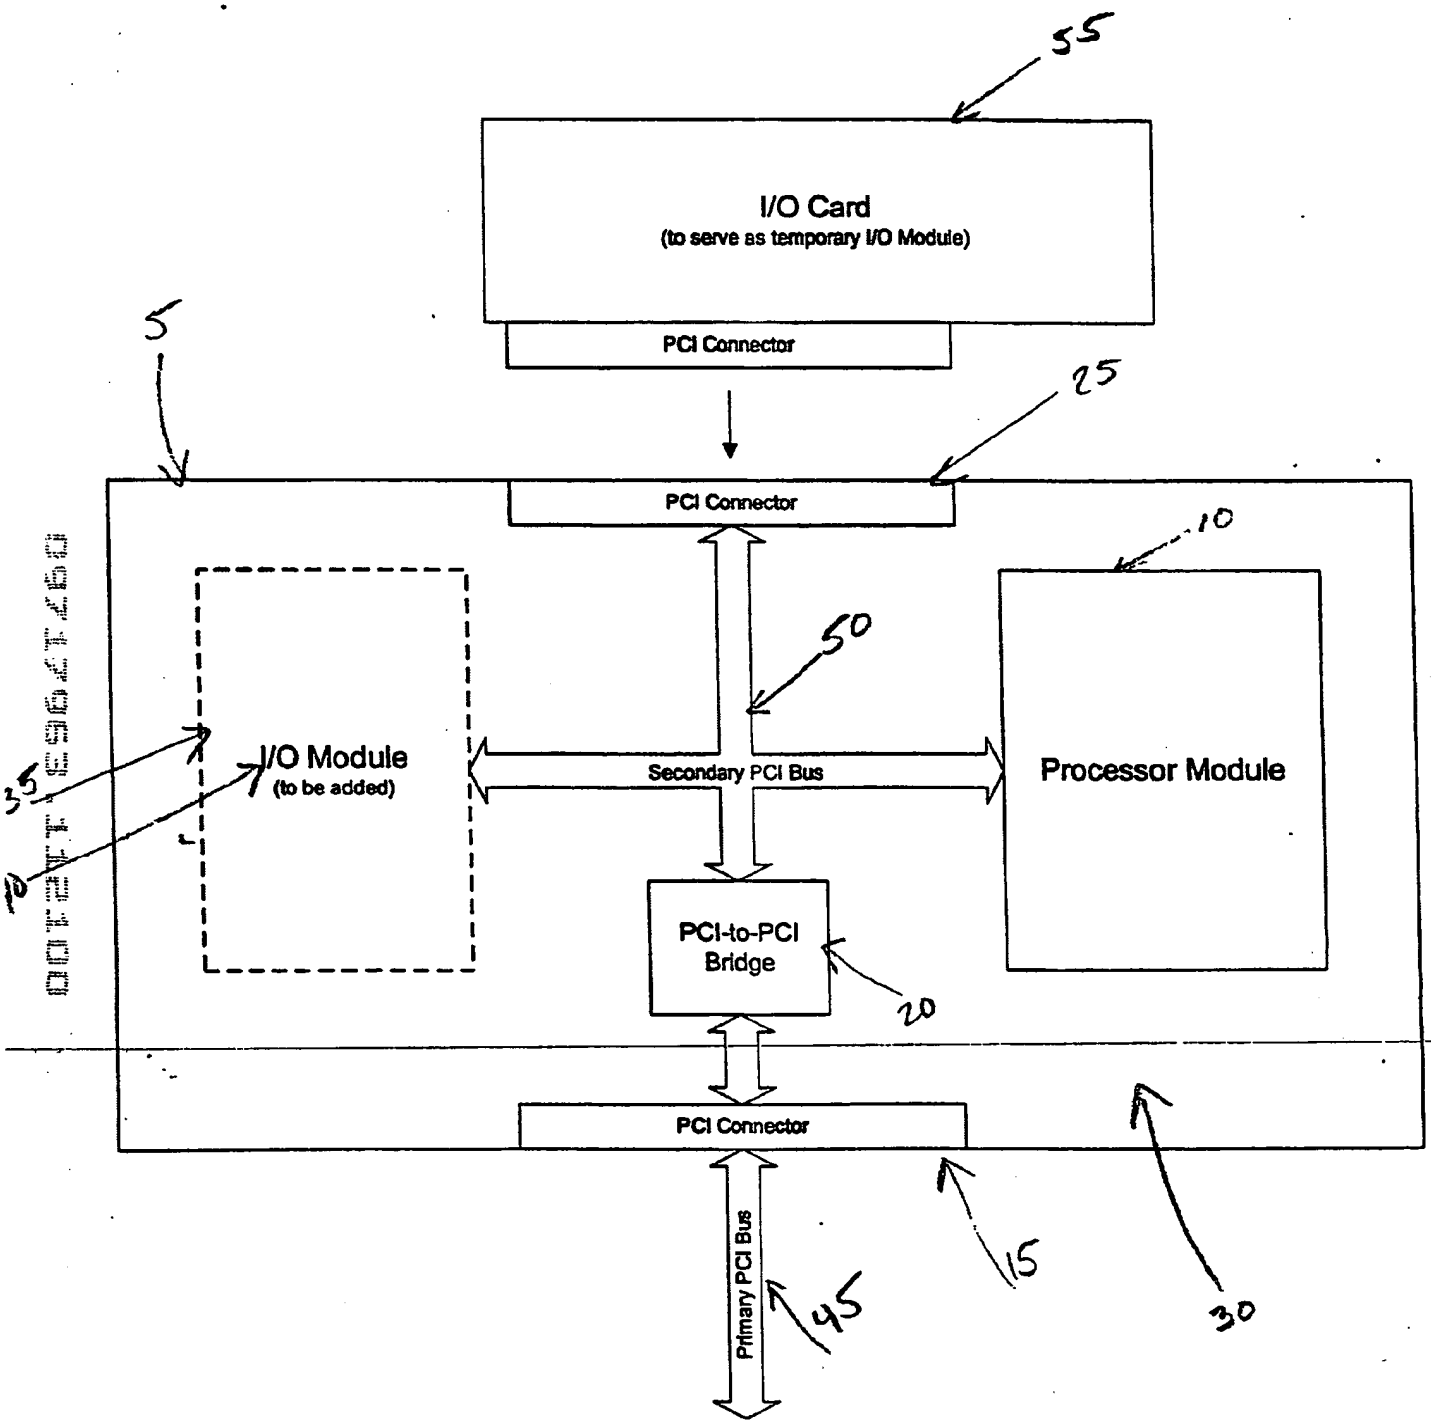 55
I/O Card
(to serve as temporary I/O Module)
5
PCI Connector
25
PCI Connector
10
50
I/O Module
(to be added)
35
Secondary PCI Bus
Processor Module
PCI-to-PCI
Bridge
20
PCI Connector
15
30
Primary PCI Bus
45